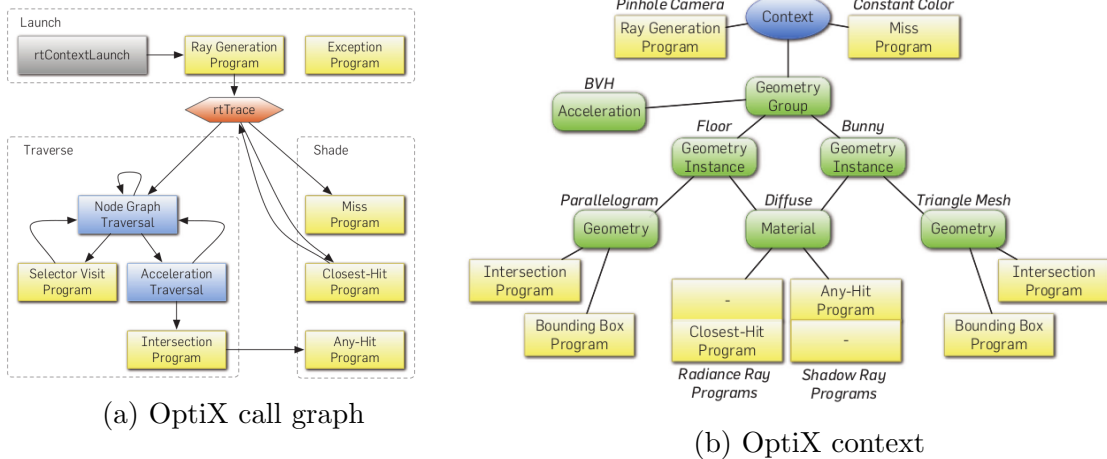 Launch
rtContextLaunch
Ray Generation
Program
Exception
Program
rtTrace
Traverse
Shade
Node Graph
Traversal
Miss
Program
Selector Visit
Program
Acceleration
Traversal
Closest-Hit
Program
Intersection
Program
Any-Hit
Program
(a) OptiX call graph
Pinhole Camera
Constant Color
Context
Ray Generation
Program
Miss
Program
BVH
Acceleration
Geometry
Group
Floor
Bunny
Geometry
Instance
Geometry
Instance
Parallelogram
Diffuse
Triangle Mesh
Geometry
Material
Geometry
Intersection
Program
Bounding Box
Program
-
Closest-Hit
Program
Any-Hit
Program
-
Intersection
Program
Bounding Box
Program
Radiance Ray
Programs
Shadow Ray
Programs
(b) OptiX context